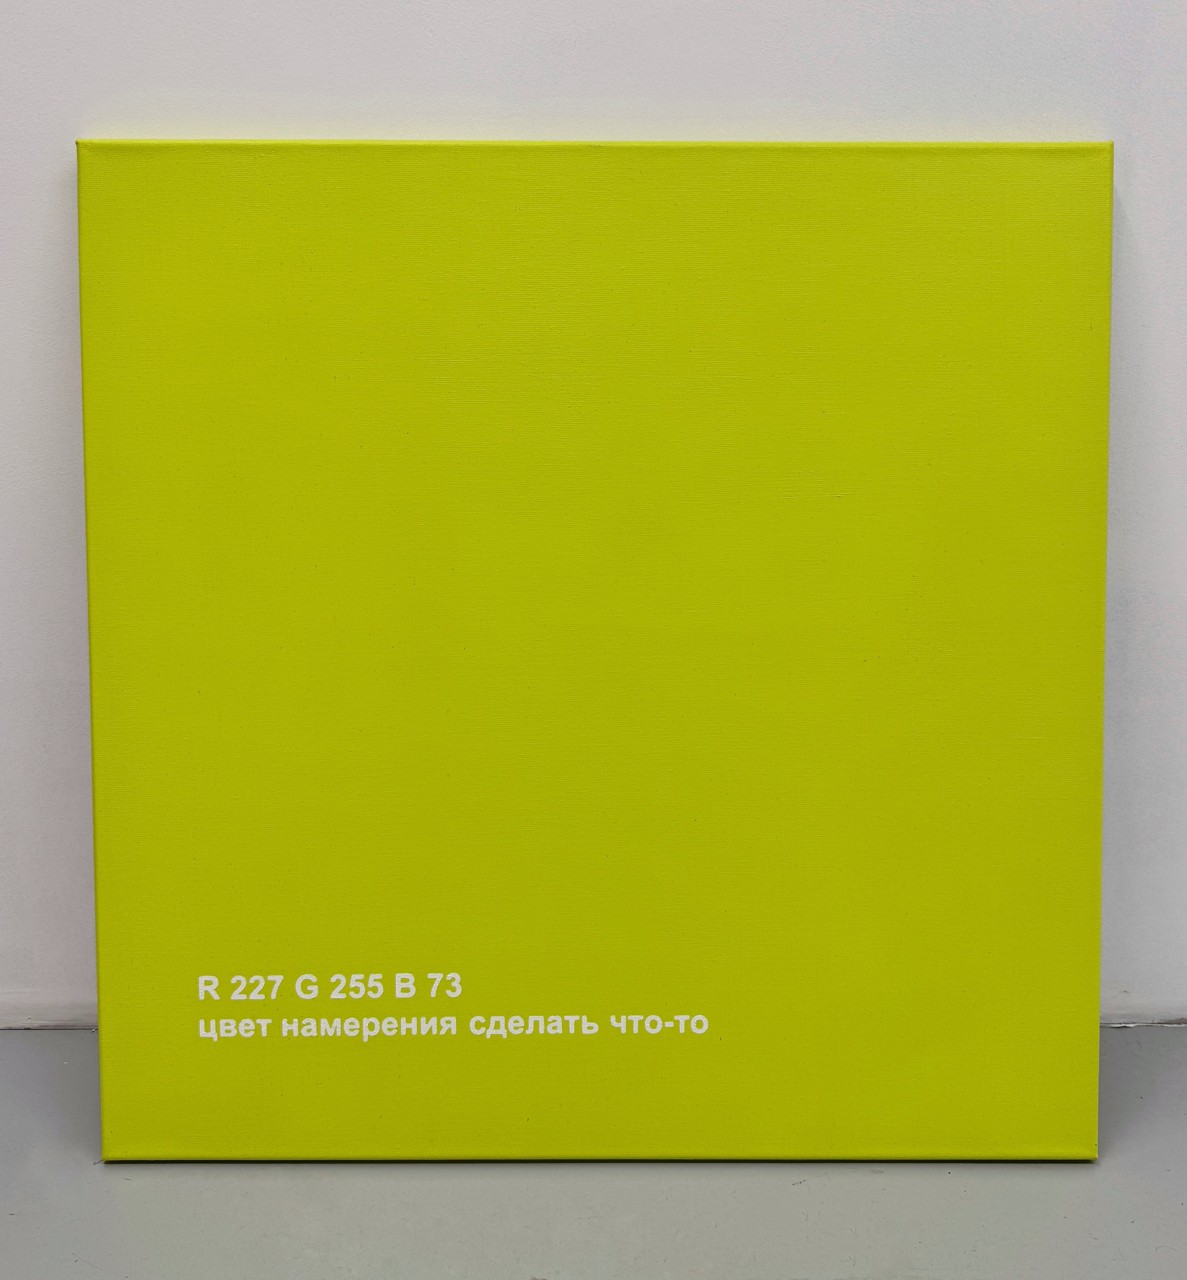 R 227 G 255 B 73
цвет намерения сделать что-то